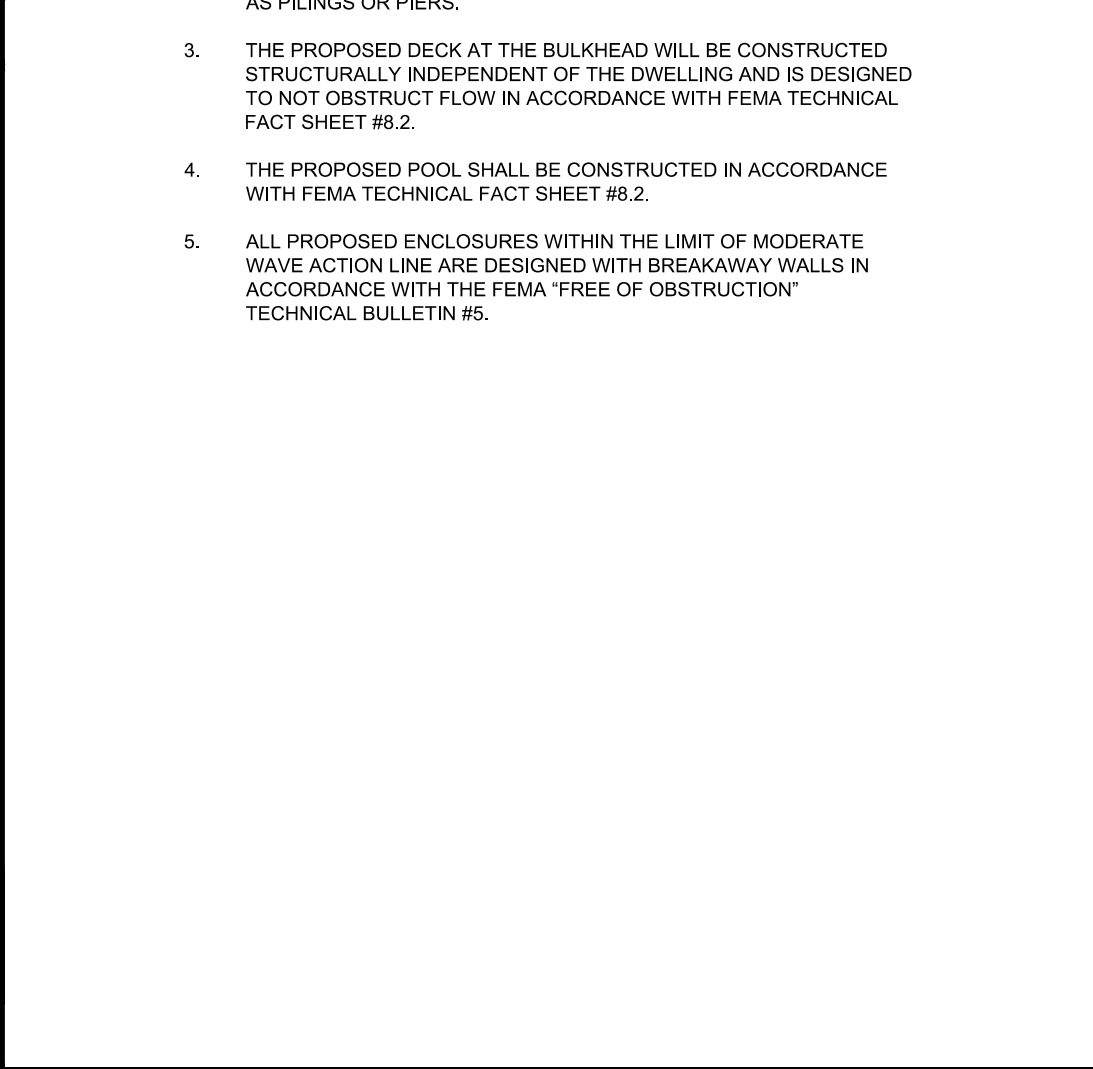 AS PILINGS OR PIERS.
3. THE PROPOSED DECK AT THE BULKHEAD WILL BE CONSTRUCTED
STRUCTURALLY INDEPENDENT OF THE DWELLING AND IS DESIGNED
TO NOT OBSTRUCT FLOW IN ACCORDANCE WITH FEMA TECHNICAL
FACT SHEET #8.2.
4. THE PROPOSED POOL SHALL BE CONSTRUCTED IN ACCORDANCE
WITH FEMA TECHNICAL FACT SHEET #8.2.
5. ALL PROPOSED ENCLOSURES WITHIN THE LIMIT OF MODERATE
WAVE ACTION LINE ARE DESIGNED WITH BREAKAWAY WALLS IN
ACCORDANCE WITH THE FEMA “FREE OF OBSTRUCTION”
TECHNICAL BULLETIN #5.